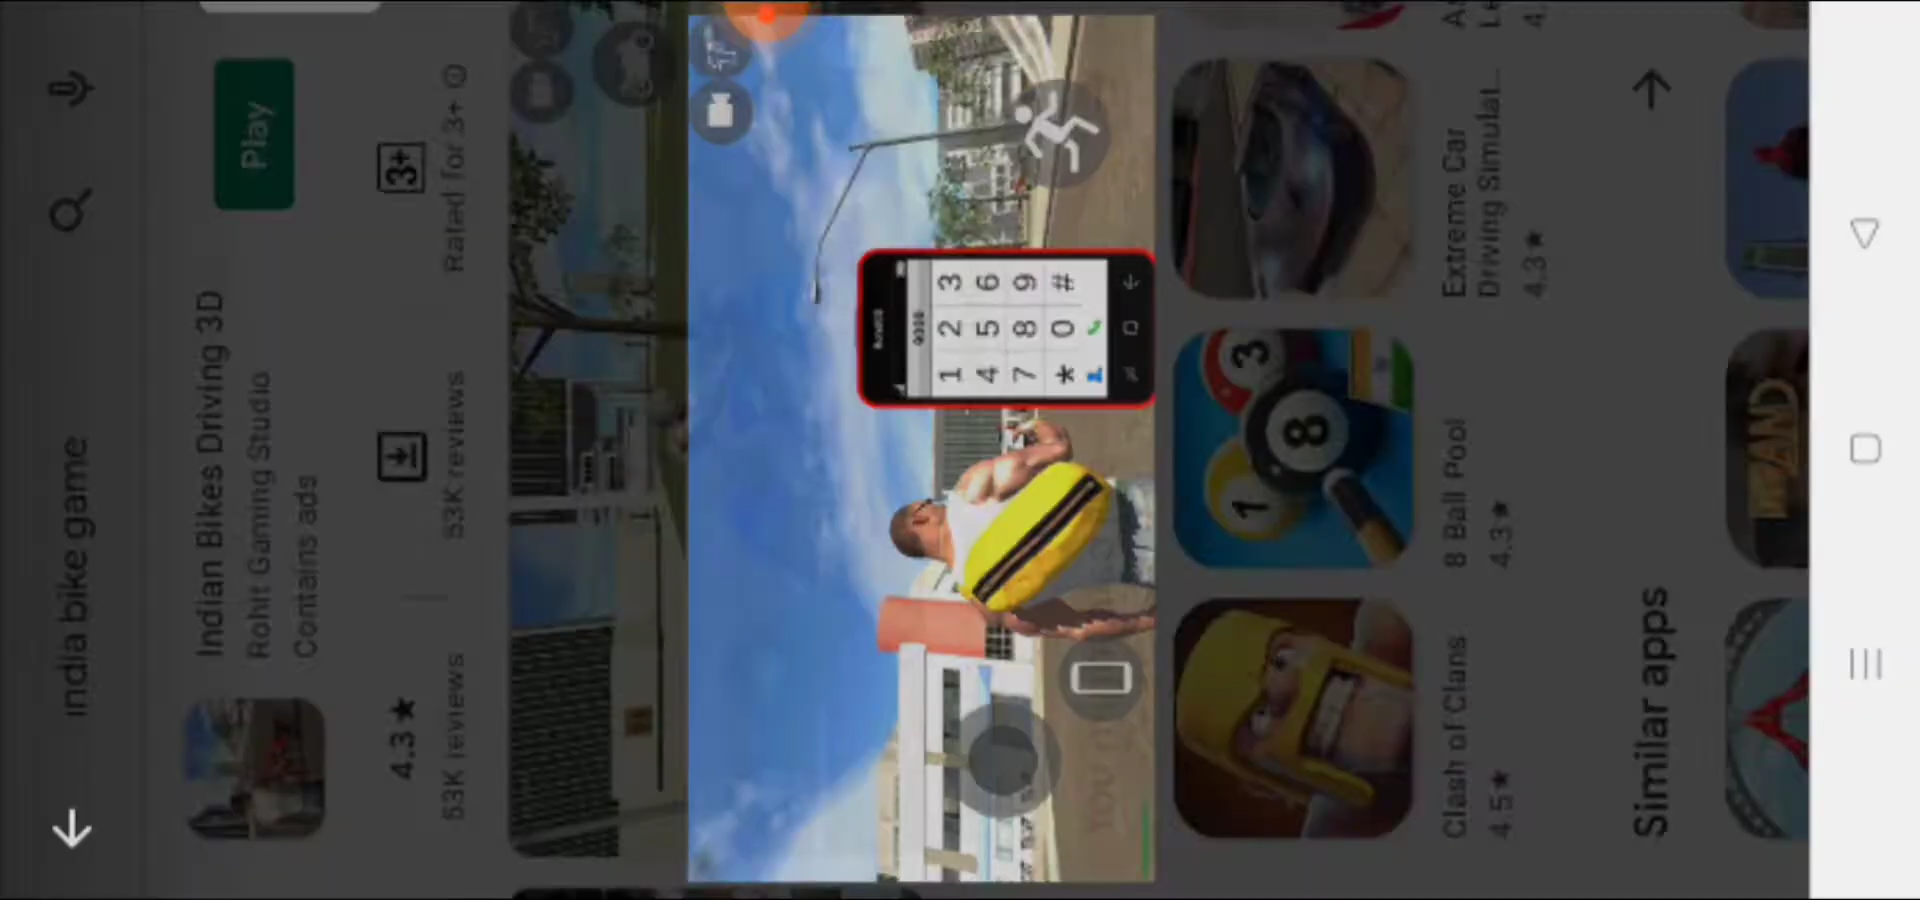 india bike game
Indian Bikes Driving 3D
Rohit Gaming Studio
Contains ads
Play
4.3★
53K reviews
53K reviews
3+
Rated for 3+
1 2 3
4 5 6
7 8 9
* 0 #
Clash of Clans
4.5★
8 Ball Pool
4.3★
Extreme Car
Driving Simulat...
4.3★
Similar apps